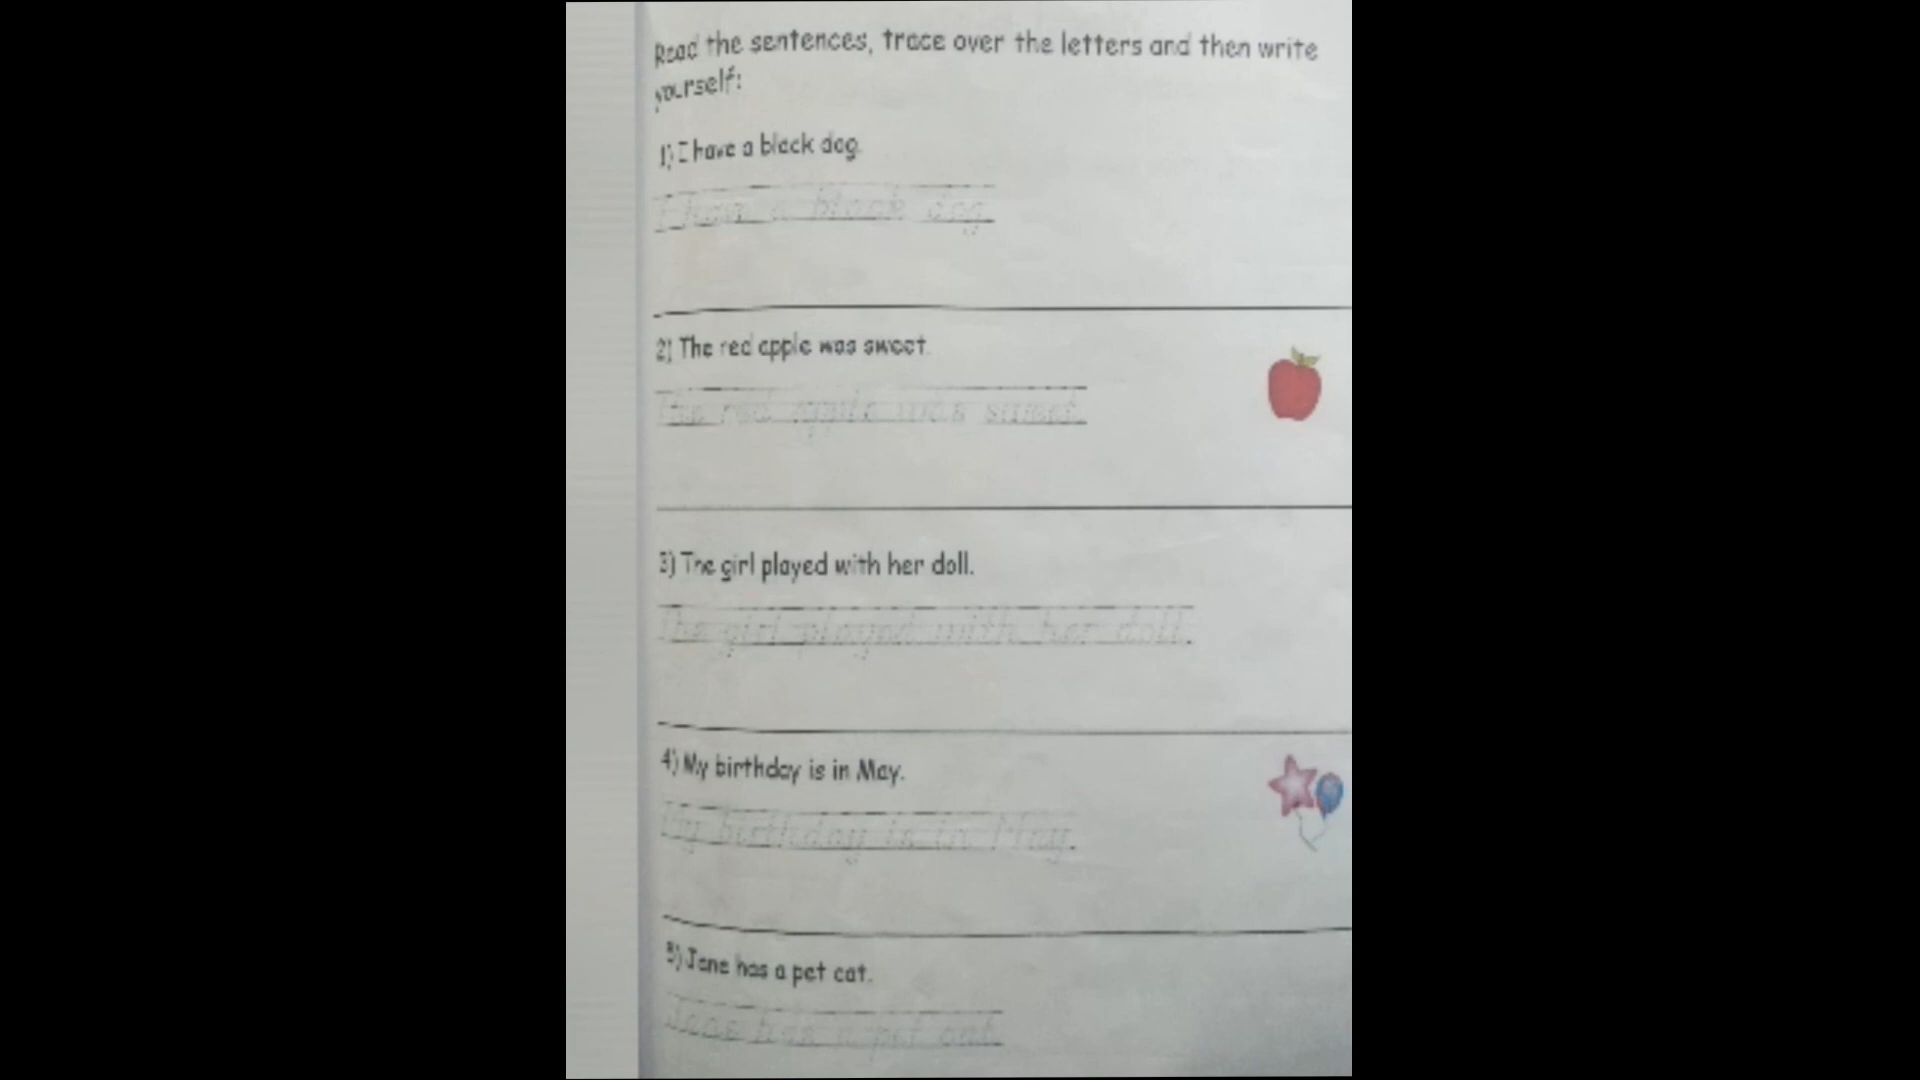 Read the sentences, trace over the letters and then write
yourself:
1) I have a black dog.
I have a black dog.
2) The red apple was sweet.
The red apple was sweet.
3) The girl played with her doll.
The girl played with her doll.
4) My birthday is in May.
My birthday is in May.
5) Jane has a pet cat.
Jane has a pet cat.